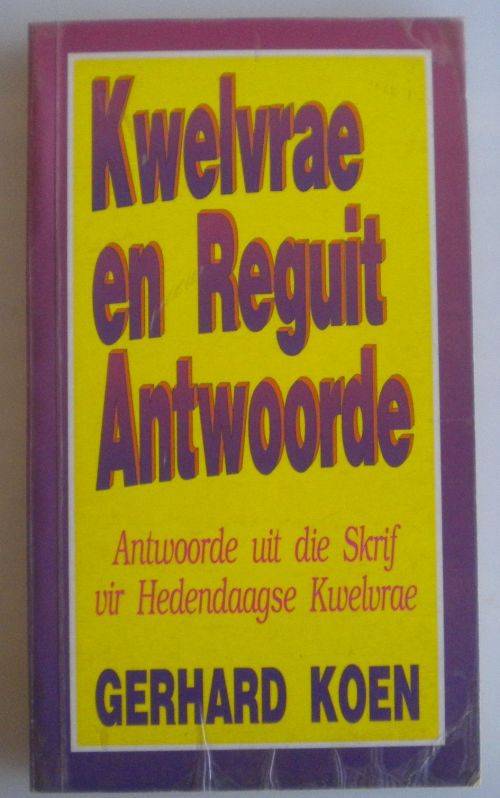 Kwelvrae
en Reguit
Antwoorde
Antwoorde uit die Skrif
vir Hedendaagse Kwelvrae
GERHARD KOEN